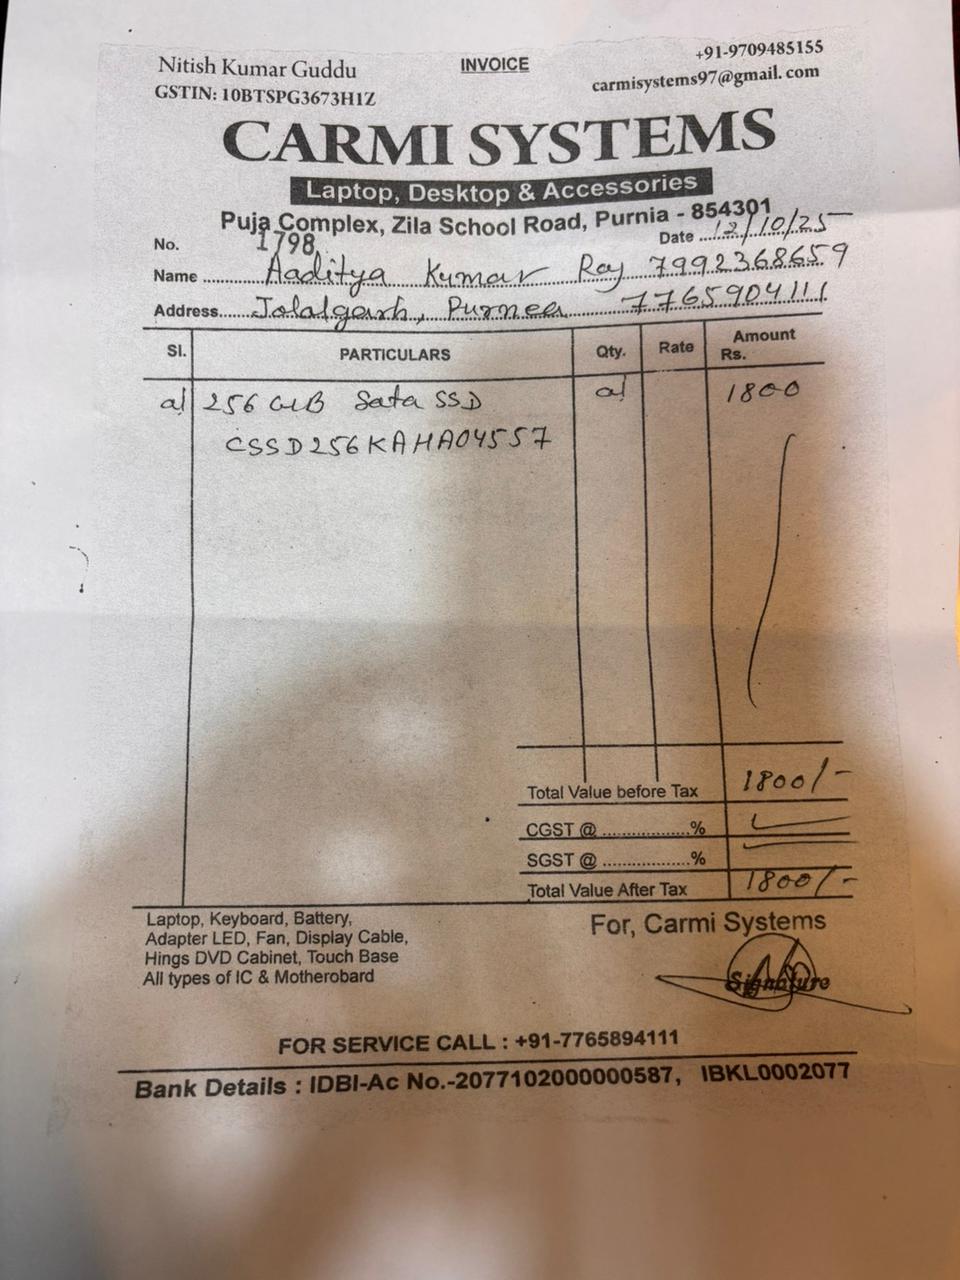 Nitish Kumar Guddu INVOICE +91-9709485155
GSTIN: 10BTSPG3673H1Z carmisystems97@gmail. com
CARMI SYSTEMS
Laptop, Desktop & Accessories
Puja Complex, Zila School Road, Purnia - 854301
No. 1798 Date 12/10/25
Name Aaditya Kumar Roy 7992368659
Address Jalalgarh, Purnea 7765904111
Sl. PARTICULARS Qty. Rate Amount Rs.
256 GB Sata SSD 1800
CSSD256KAHA04557
Total Value before Tax 1800/-
CGST @ ..................%
SGST @ ..................%
Total Value After Tax 1800/-
Laptop, Keyboard, Battery,
Adapter LED, Fan, Display Cable,
Hings DVD Cabinet, Touch Base
All types of IC & Motherobard
For, Carmi Systems
Signature
FOR SERVICE CALL : +91-7765894111
Bank Details : IDBI-Ac No.-2077102000000587, IBKL0002077